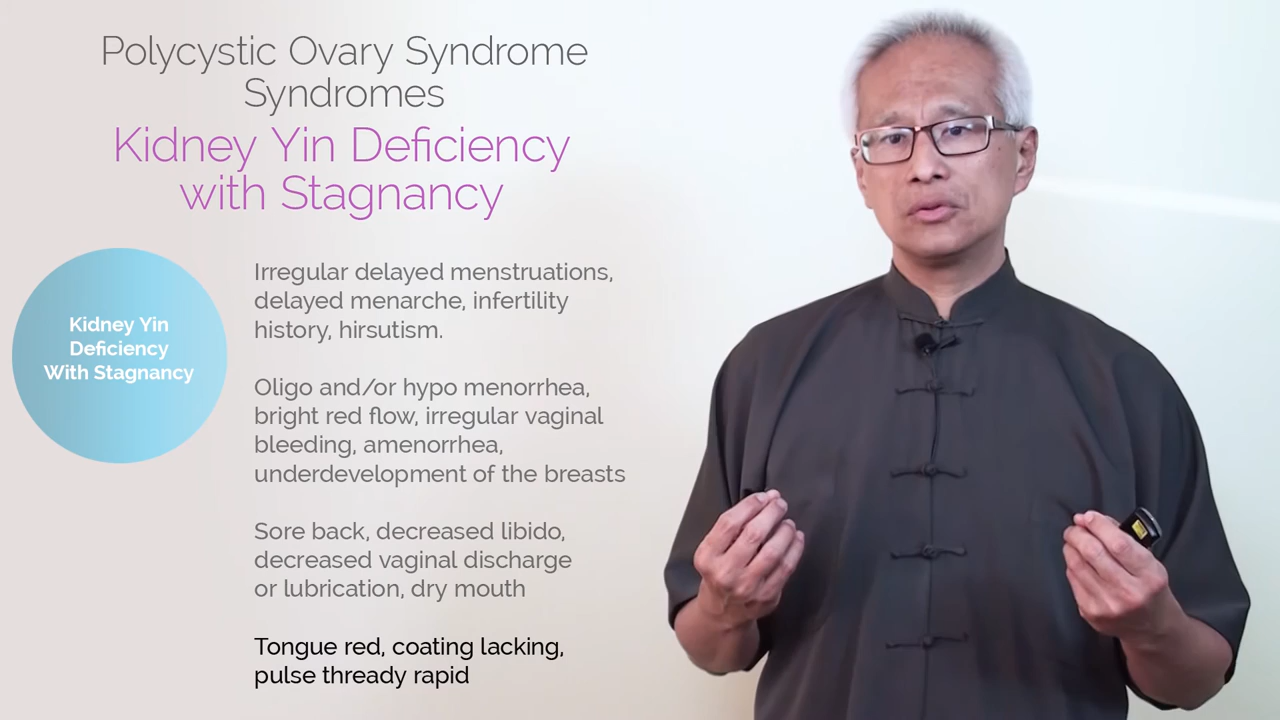 Polycystic Ovary Syndrome
Syndromes
Kidney Yin Deficiency
with Stagnancy
Kidney Yin
Deficiency
With Stagnancy
Irregular delayed menstruations,
delayed menarche, infertility
history, hirsutism.
Oligo and/or hypo menorrhea,
bright red flow, irregular vaginal
bleeding, amenorrhea,
underdevelopment of the breasts
Sore back, decreased libido,
decreased vaginal discharge
or lubrication, dry mouth
Tongue red, coating lacking,
pulse thready rapid